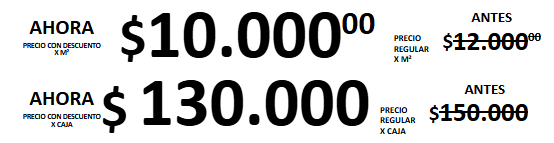 AHORA
PRECIO CON DESCUENTO
X M²
$10.000⁰⁰
PRECIO
REGULAR
X M²
ANTES
$12.000⁰⁰
AHORA
PRECIO CON DESCUENTO
X CAJA
$ 130.000
PRECIO
REGULAR
X CAJA
ANTES
$150.000